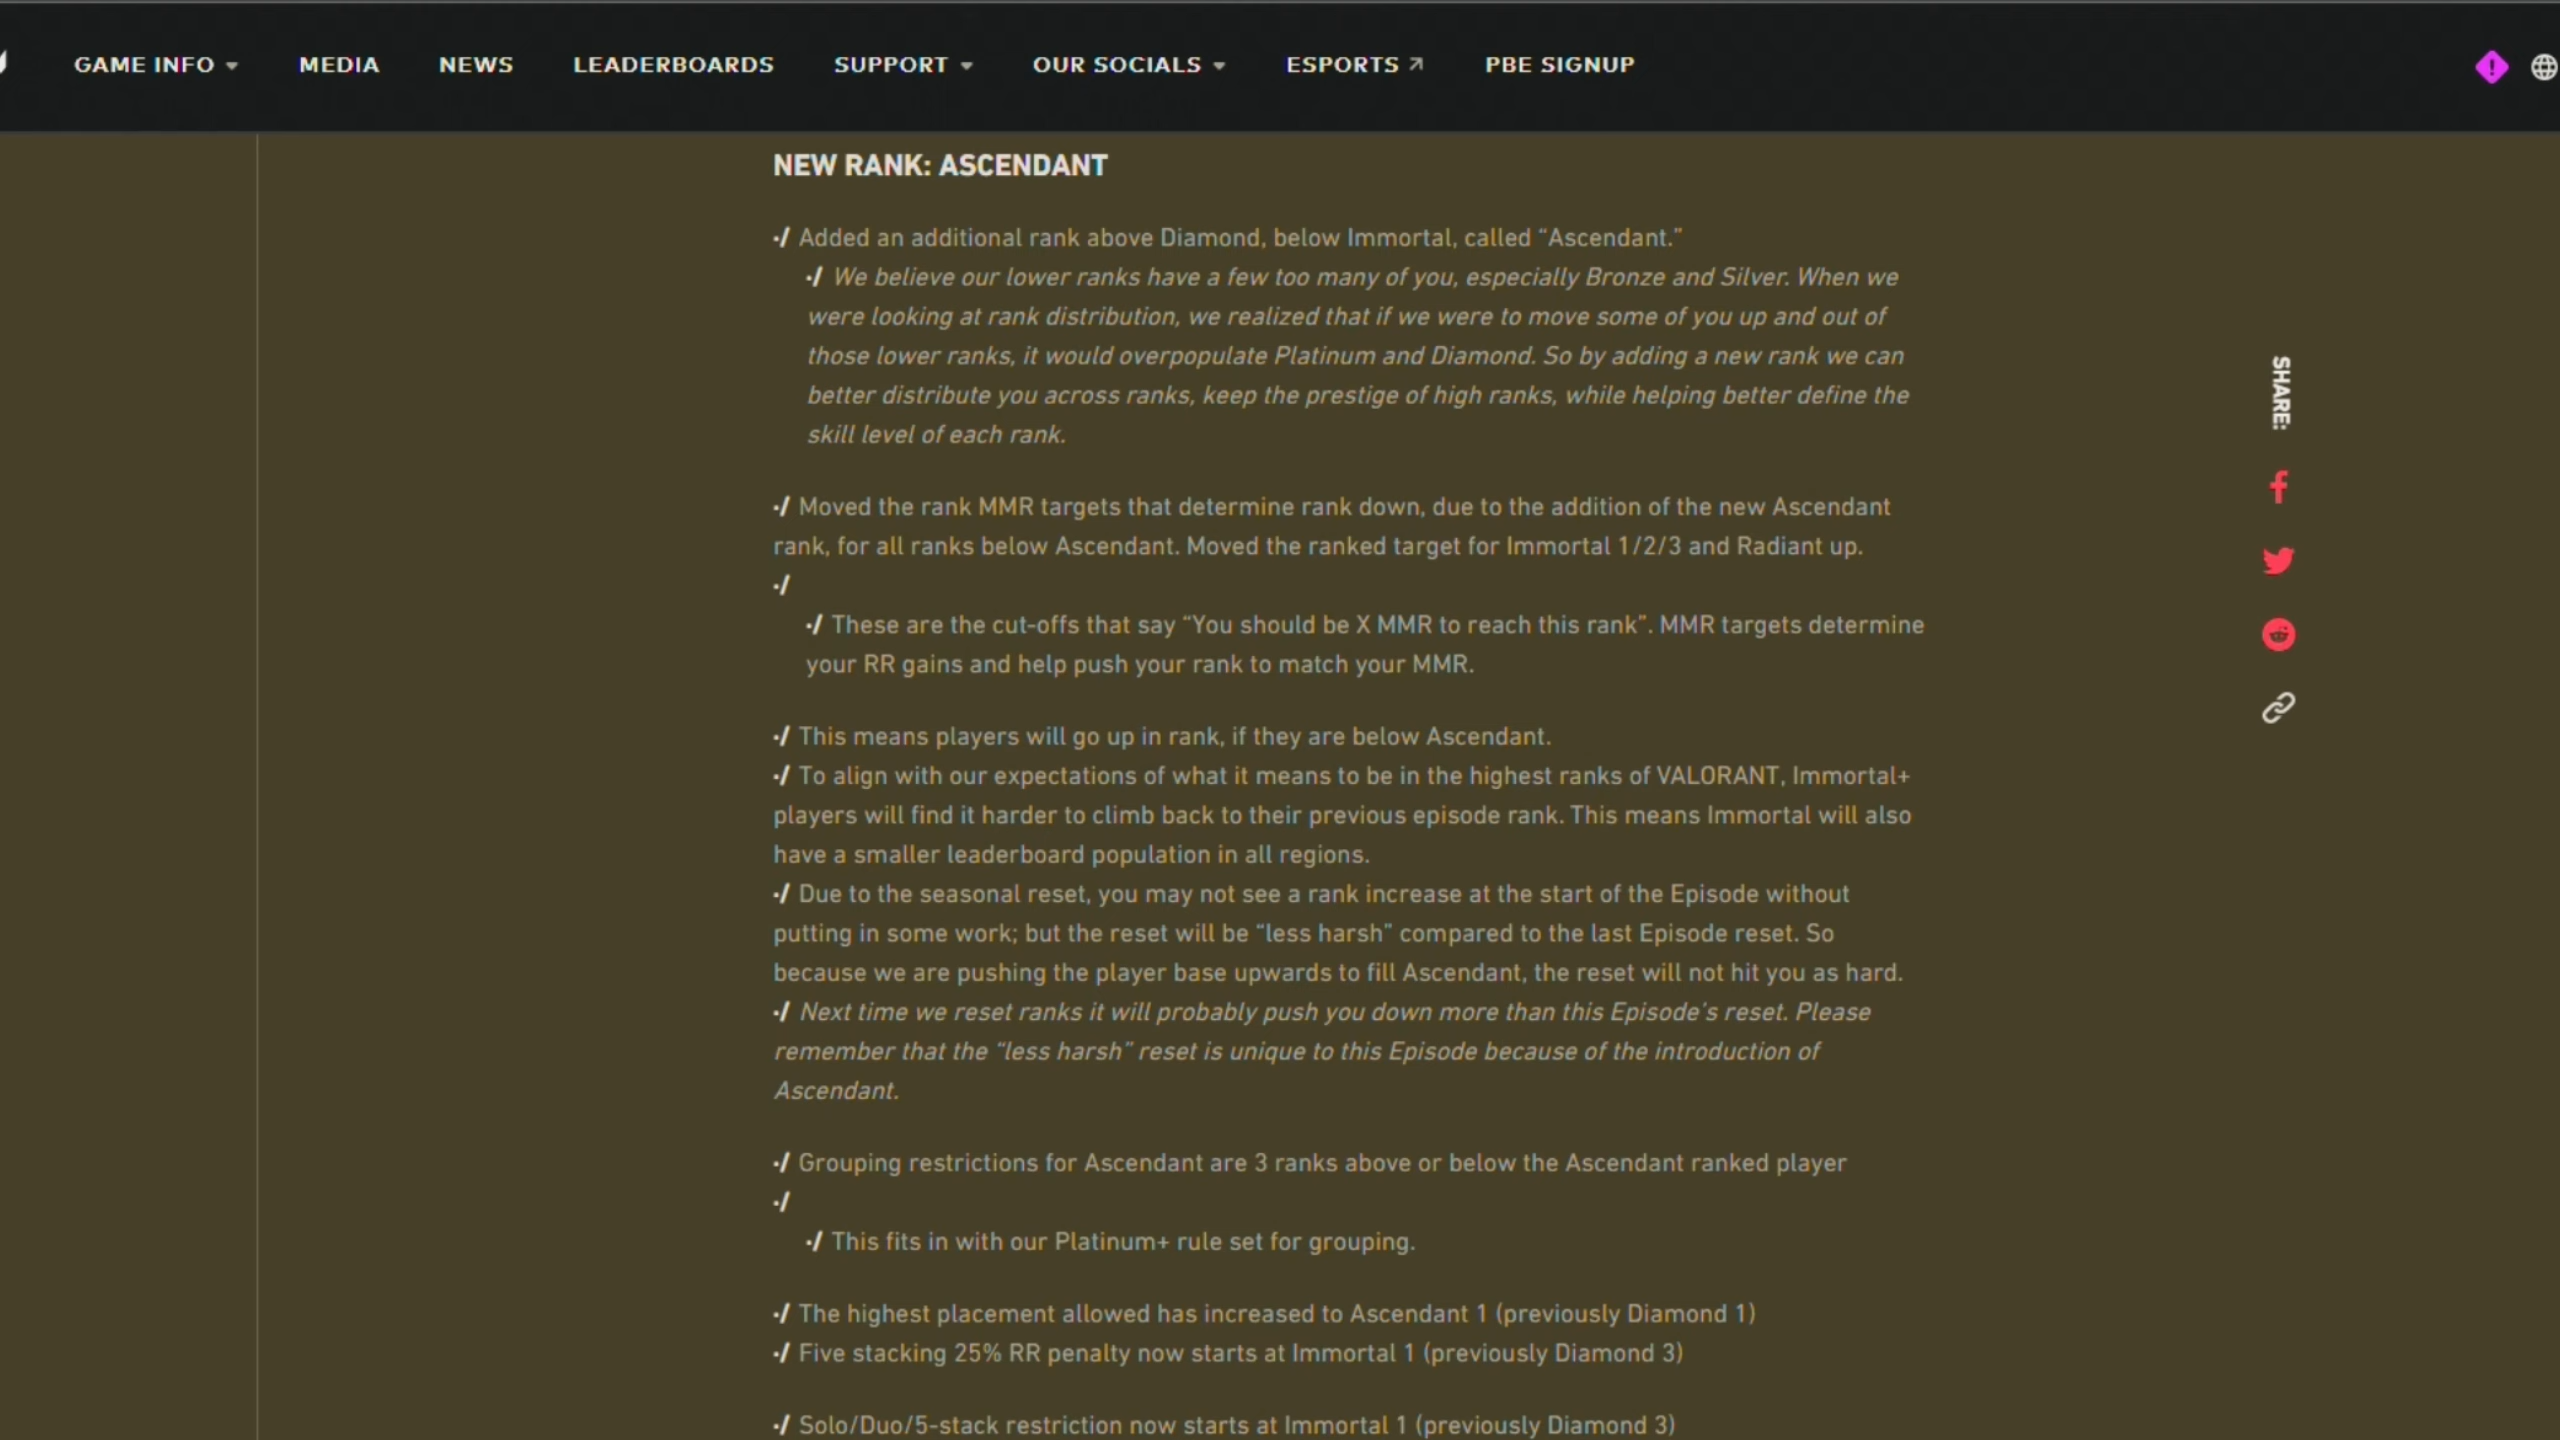 GAME INFO MEDIA NEWS LEADERBOARDS SUPPORT OUR SOCIALS ESPORTS PBE SIGNUP
NEW RANK: ASCENDANT
·/ Added an additional rank above Diamond, below Immortal, called “Ascendant.”
·/ We believe our lower ranks have a few too many of you, especially Bronze and Silver. When we
were looking at rank distribution, we realized that if we were to move some of you up and out of
those lower ranks, it would overpopulate Platinum and Diamond. So by adding a new rank we can
better distribute you across ranks, keep the prestige of high ranks, while helping better define the
skill level of each rank.
·/ Moved the rank MMR targets that determine rank down, due to the addition of the new Ascendant
rank, for all ranks below Ascendant. Moved the ranked target for Immortal 1/2/3 and Radiant up.
·/
·/ These are the cut-offs that say “You should be X MMR to reach this rank”. MMR targets determine
your RR gains and help push your rank to match your MMR.
·/ This means players will go up in rank, if they are below Ascendant.
·/ To align with our expectations of what it means to be in the highest ranks of VALORANT, Immortal+
players will find it harder to climb back to their previous episode rank. This means Immortal will also
have a smaller leaderboard population in all regions.
·/ Due to the seasonal reset, you may not see a rank increase at the start of the Episode without
putting in some work; but the reset will be “less harsh” compared to the last Episode reset. So
because we are pushing the player base upwards to fill Ascendant, the reset will not hit you as hard.
·/ Next time we reset ranks it will probably push you down more than this Episode's reset. Please
remember that the “less harsh” reset is unique to this Episode because of the introduction of
Ascendant.
·/ Grouping restrictions for Ascendant are 3 ranks above or below the Ascendant ranked player
·/
·/ This fits in with our Platinum+ rule set for grouping.
·/ The highest placement allowed has increased to Ascendant 1 (previously Diamond 1)
·/ Five stacking 25% RR penalty now starts at Immortal 1 (previously Diamond 3)
·/ Solo/Duo/5-stack restriction now starts at Immortal 1 (previously Diamond 3)
SHARE: